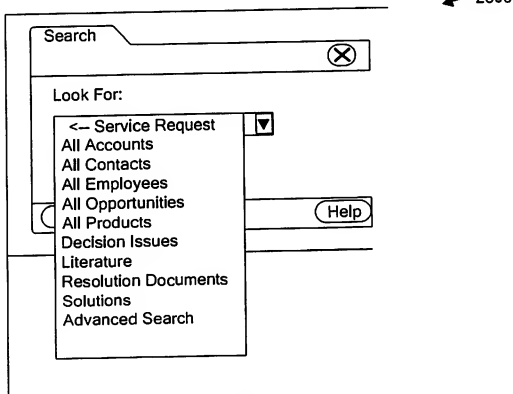 Search
Look For:
<-- Service Request
All Accounts
All Contacts
All Employees
All Opportunities
All Products
Decision Issues
Literature
Resolution Documents
Solutions
Advanced Search
Help